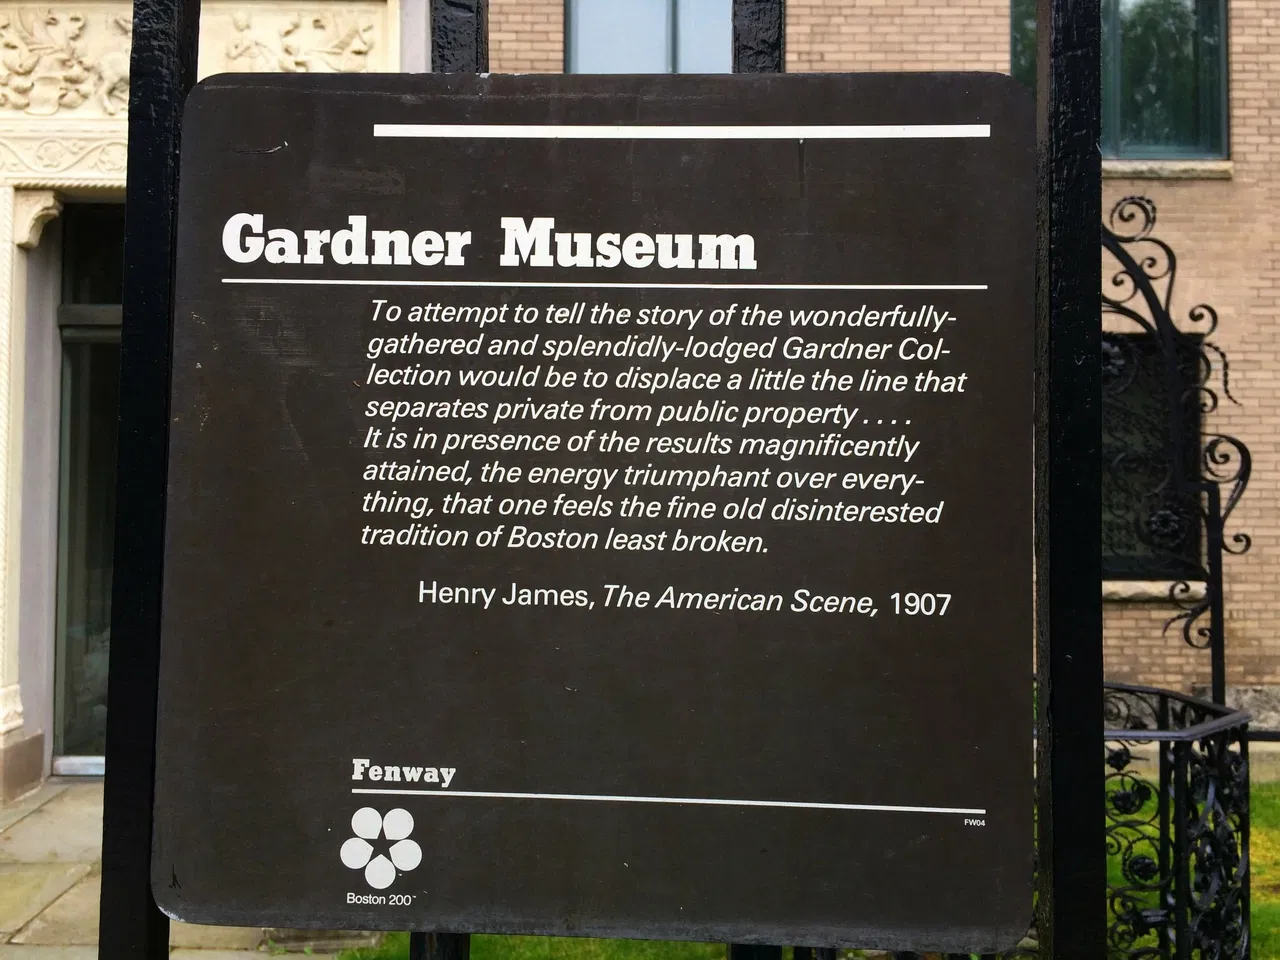 Gardner Museum
To attempt to tell the story of the wonderfully-
gathered and splendidly-lodged Gardner Col-
lection would be to displace a little the line that
separates private from public property . . . .
It is in presence of the results magnificently
attained, the energy triumphant over every-
thing, that one feels the fine old disinterested
tradition of Boston least broken.
Henry James, The American Scene, 1907
Fenway
FW04
Boston 200™